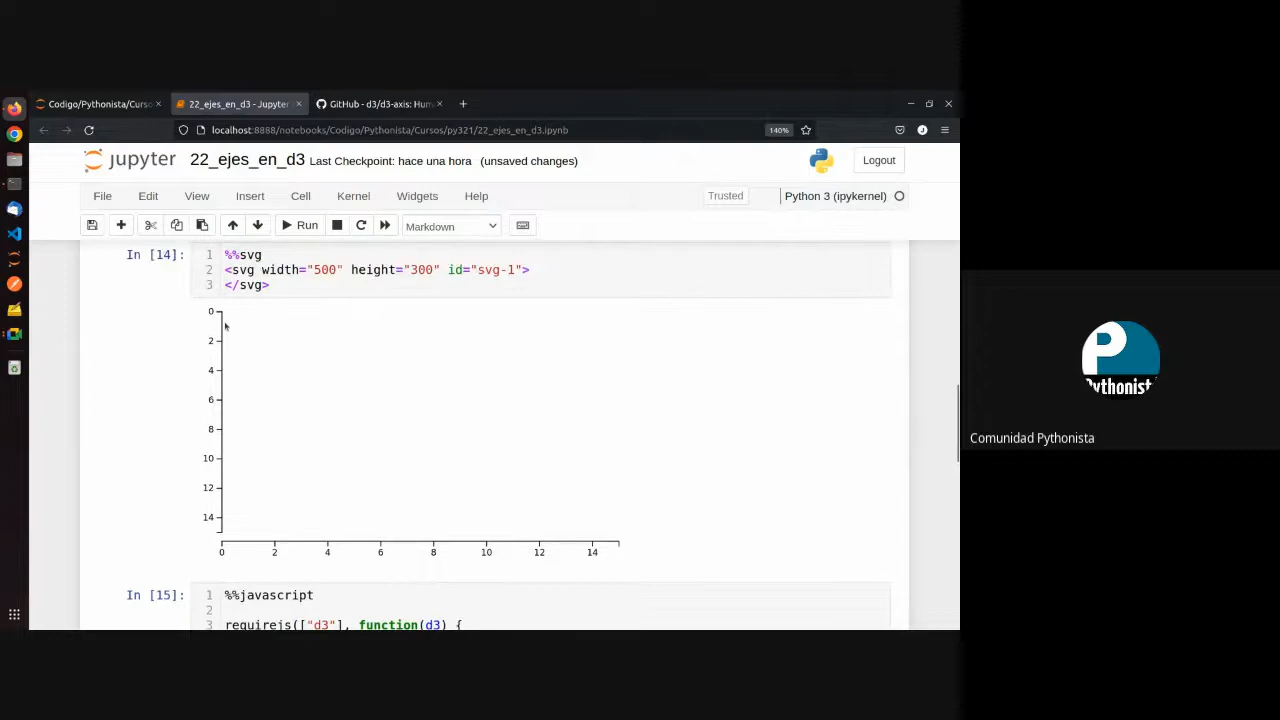 Codigo/Pythonista/Curso
22_ejes_en_d3 - Jupyter
GitHub - d3/d3-axis: Hum
localhost:8888/notebooks/Codigo/Pythonista/Cursos/py321/22_ejes_en_d3.ipynb
140%
jupyter
22_ejes_en_d3 Last Checkpoint: hace una hora (unsaved changes)
Logout
File Edit View Insert Cell Kernel Widgets Help
Trusted
Python 3 (ipykernel)
Run
Markdown
In [14]:
1 %%svg
2 <svg width="500" height="300" id="svg-1">
3 </svg>
0
2
4
6
8
10
12
14
0 2 4 6 8 10 12 14
In [15]:
1 %%javascript
2
3 requirejs(["d3"], function(d3) {
Pythonist
Comunidad Pythonista